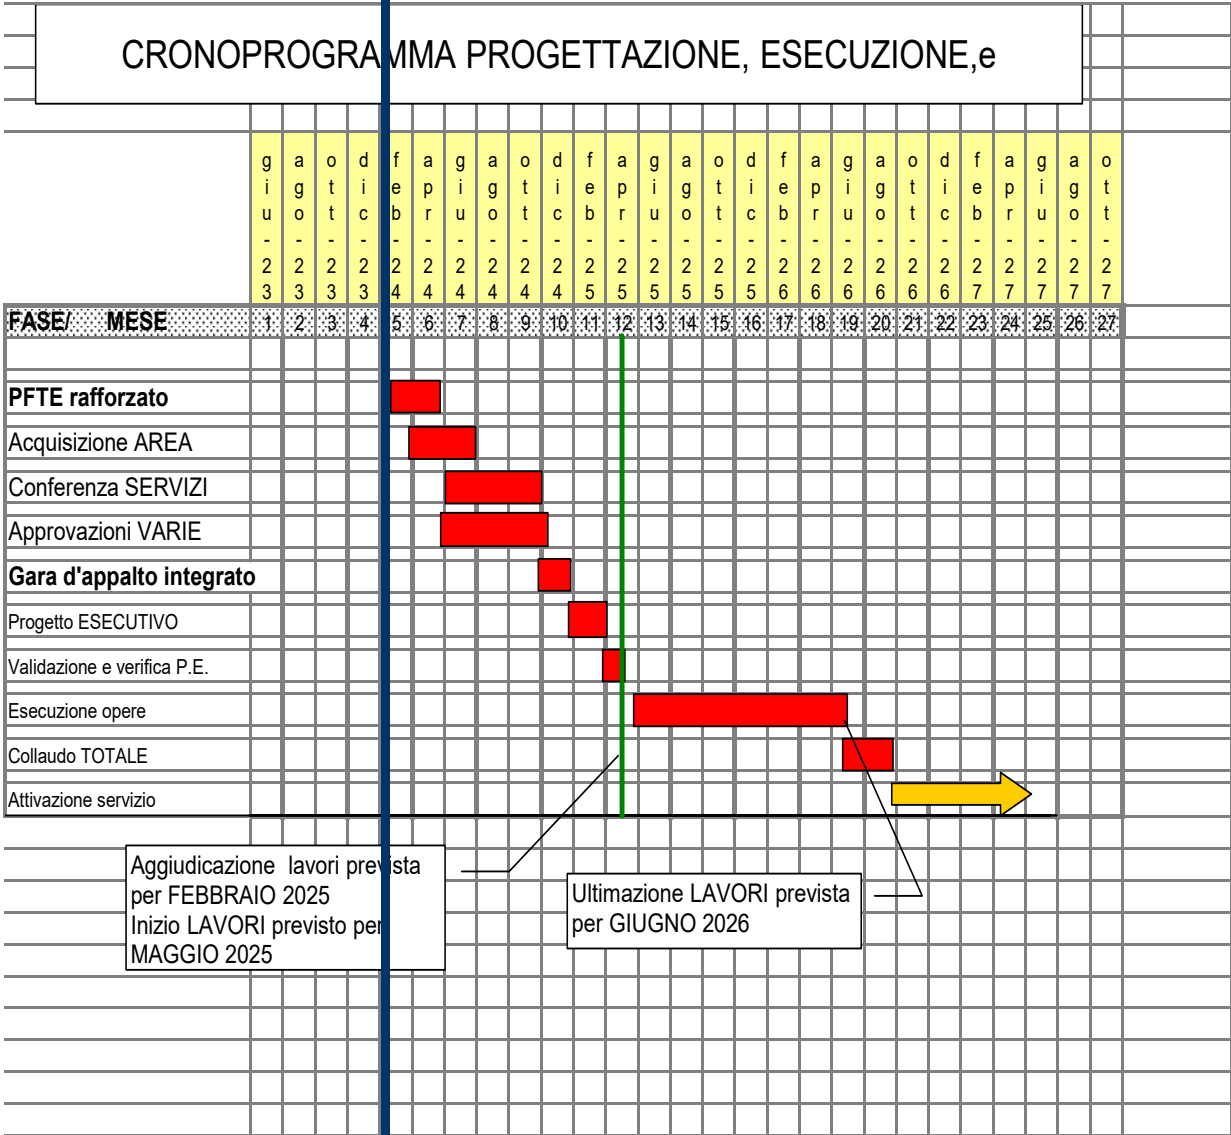 CRONOPROGRAMMA PROGETTAZIONE, ESECUZIONE,e
giu-23 ago-23 ott-23 dic-23 feb-24 apr-24 giu-24 ago-24 ott-24 dic-24 feb-25 apr-25 giu-25 ago-25 ott-25 dic-25 feb-26 apr-26 giu-26 ago-26 ott-26 dic-26 feb-27 apr-27 giu-27 ago-27 ott-27
FASE/ MESE 1 2 3 4 5 6 7 8 9 10 11 12 13 14 15 16 17 18 19 20 21 22 23 24 25 26 27
PFTE rafforzato
Acquisizione AREA
Conferenza SERVIZI
Approvazioni VARIE
Gara d'appalto integrato
Progetto ESECUTIVO
Validazione e verifica P.E.
Esecuzione opere
Collaudo TOTALE
Attivazione servizio
Aggiudicazione lavori prevista
per FEBBRAIO 2025
Inizio LAVORI previsto per
MAGGIO 2025
Ultimazione LAVORI prevista
per GIUGNO 2026